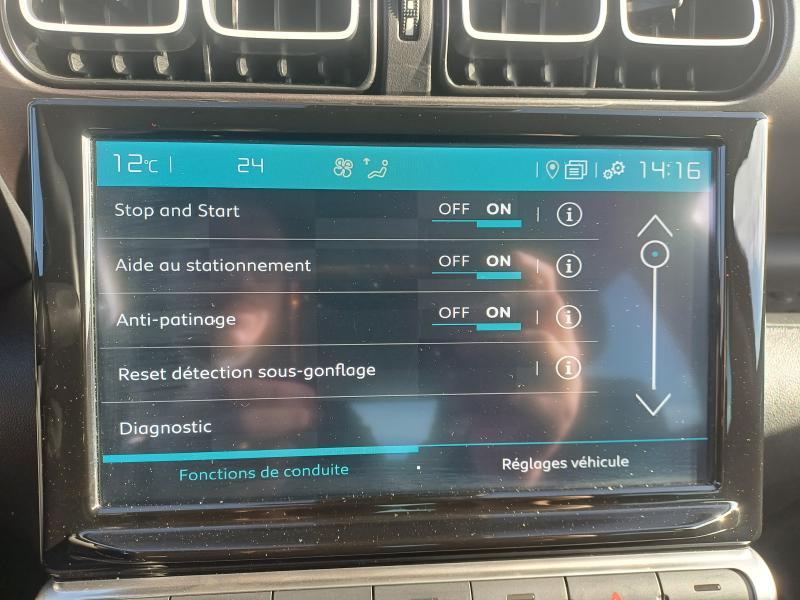 12°C 24 14:16
Stop and Start OFF ON i
Aide au stationnement OFF ON i
Anti-patinage OFF ON i
Reset détection sous-gonflage i
Diagnostic
Fonctions de conduite Réglages véhicule